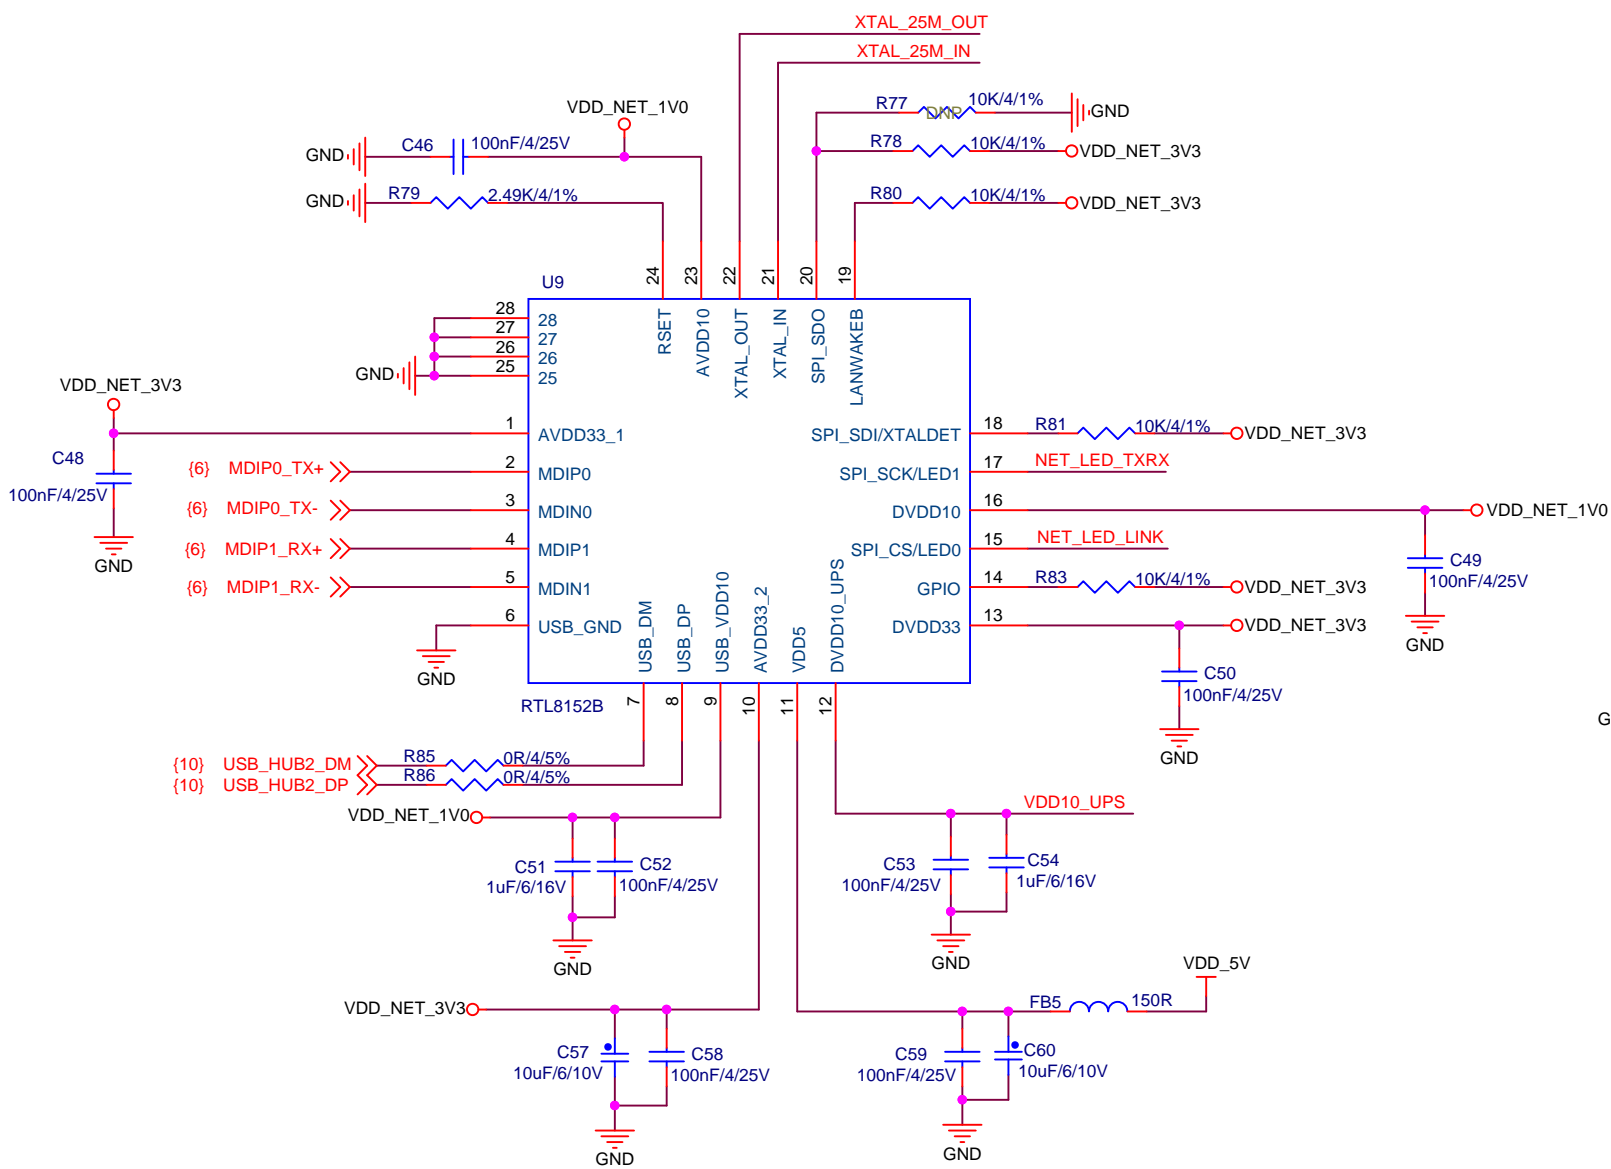 XTAL_25M_OUT
XTAL_25M_IN
R77 DNP 10K/4/1% GND
VDD_NET_1V0
C46 100nF/4/25V
GND
R78 10K/4/1% VDD_NET_3V3
GND R79 2.49K/4/1%
R80 10K/4/1% VDD_NET_3V3
24 23 22 21 20 19
U9
RSET AVDD10 XTAL_OUT XTAL_IN SPI_SDO LANWAKEB
28 28
27 27
26 26
25 25
GND
VDD_NET_3V3
1 AVDD33_1
C48
100nF/4/25V
GND
{6} MDIP0_TX+ 2 MDIP0
{6} MDIP0_TX- 3 MDIN0
{6} MDIP1_RX+ 4 MDIP1
{6} MDIP1_RX- 5 MDIN1
6 USB_GND
GND
SPI_SDI/XTALDET 18 R81 10K/4/1% VDD_NET_3V3
SPI_SCK/LED1 17 NET_LED_TXRX
DVDD10 16 VDD_NET_1V0
SPI_CS/LED0 15 NET_LED_LINK
C49
100nF/4/25V
GND
GPIO 14 R83 10K/4/1% VDD_NET_3V3
DVDD33 13 VDD_NET_3V3
C50
100nF/4/25V
GND
G
USB_DM USB_DP USB_VDD10 AVDD33_2 VDD5 DVDD10_UPS
RTL8152B
7 8 9 10 11 12
{10} USB_HUB2_DM R85 0R/4/5%
{10} USB_HUB2_DP R86 0R/4/5%
VDD_NET_1V0
C51
1uF/6/16V
C52
100nF/4/25V
GND
VDD10_UPS
C53
100nF/4/25V
C54
1uF/6/16V
GND
VDD_NET_3V3
C57
10uF/6/10V
C58
100nF/4/25V
GND
VDD_5V
FB5 150R
C59
100nF/4/25V
C60
10uF/6/10V
GND